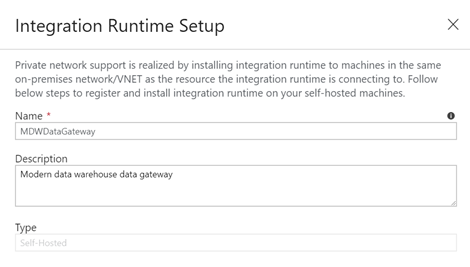 Integration Runtime Setup
Private network support is realized by installing integration runtime to machines in the same
on-premises network/VNET as the resource the integration runtime is connecting to. Follow
below steps to register and install integration runtime on your self-hosted machines.
Name *
MDWDataGateway
Description
Modern data warehouse data gateway
Type
Self-Hosted